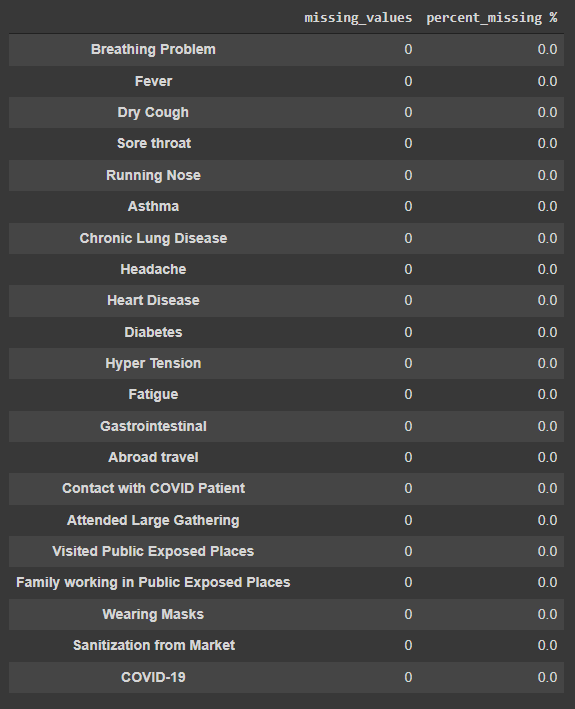 missing_values percent_missing %
Breathing Problem 0 0.0
Fever 0 0.0
Dry Cough 0 0.0
Sore throat 0 0.0
Running Nose 0 0.0
Asthma 0 0.0
Chronic Lung Disease 0 0.0
Headache 0 0.0
Heart Disease 0 0.0
Diabetes 0 0.0
Hyper Tension 0 0.0
Fatigue 0 0.0
Gastrointestinal 0 0.0
Abroad travel 0 0.0
Contact with COVID Patient 0 0.0
Attended Large Gathering 0 0.0
Visited Public Exposed Places 0 0.0
Family working in Public Exposed Places 0 0.0
Wearing Masks 0 0.0
Sanitization from Market 0 0.0
COVID-19 0 0.0